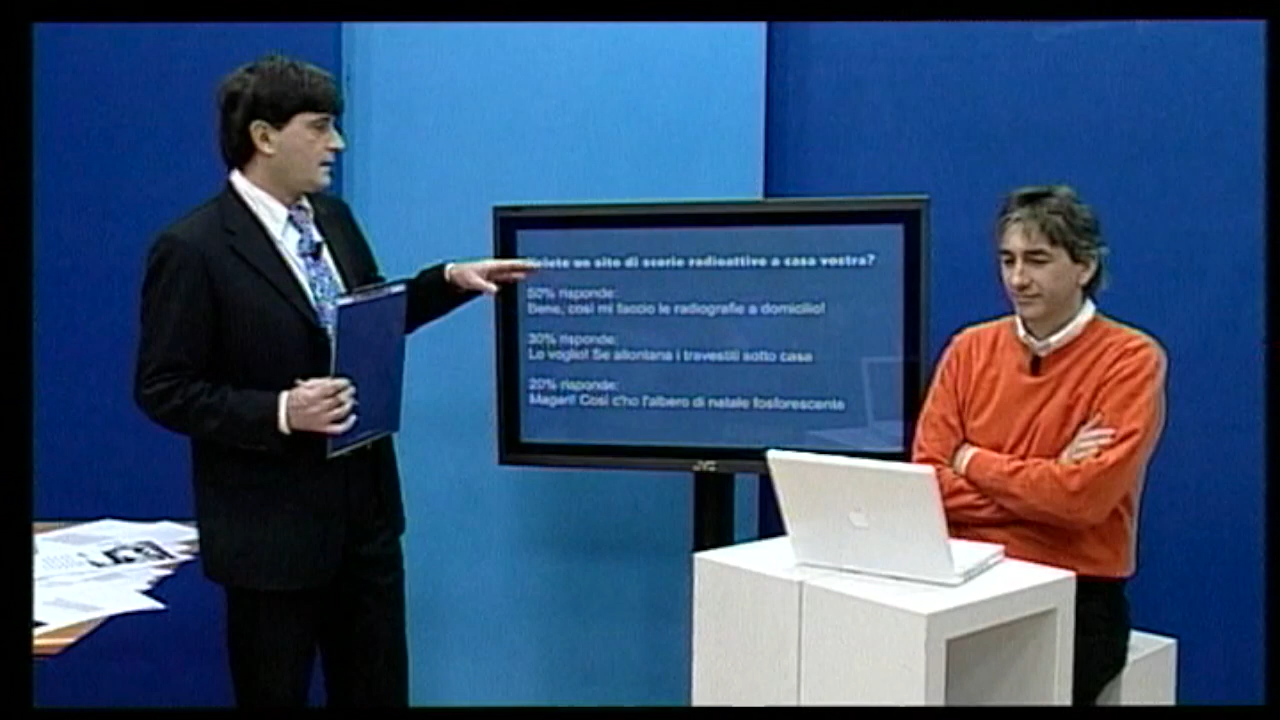 un sito di scorie radioattive a casa vostra?
50% risponde:
Bene, così mi faccio le radiografie a domicilio!
30% risponde:
Lo voglio! Se allontana i travestiti sotto casa
20% risponde:
Magari! Così c'ho l'albero di natale fosforescente
JVC